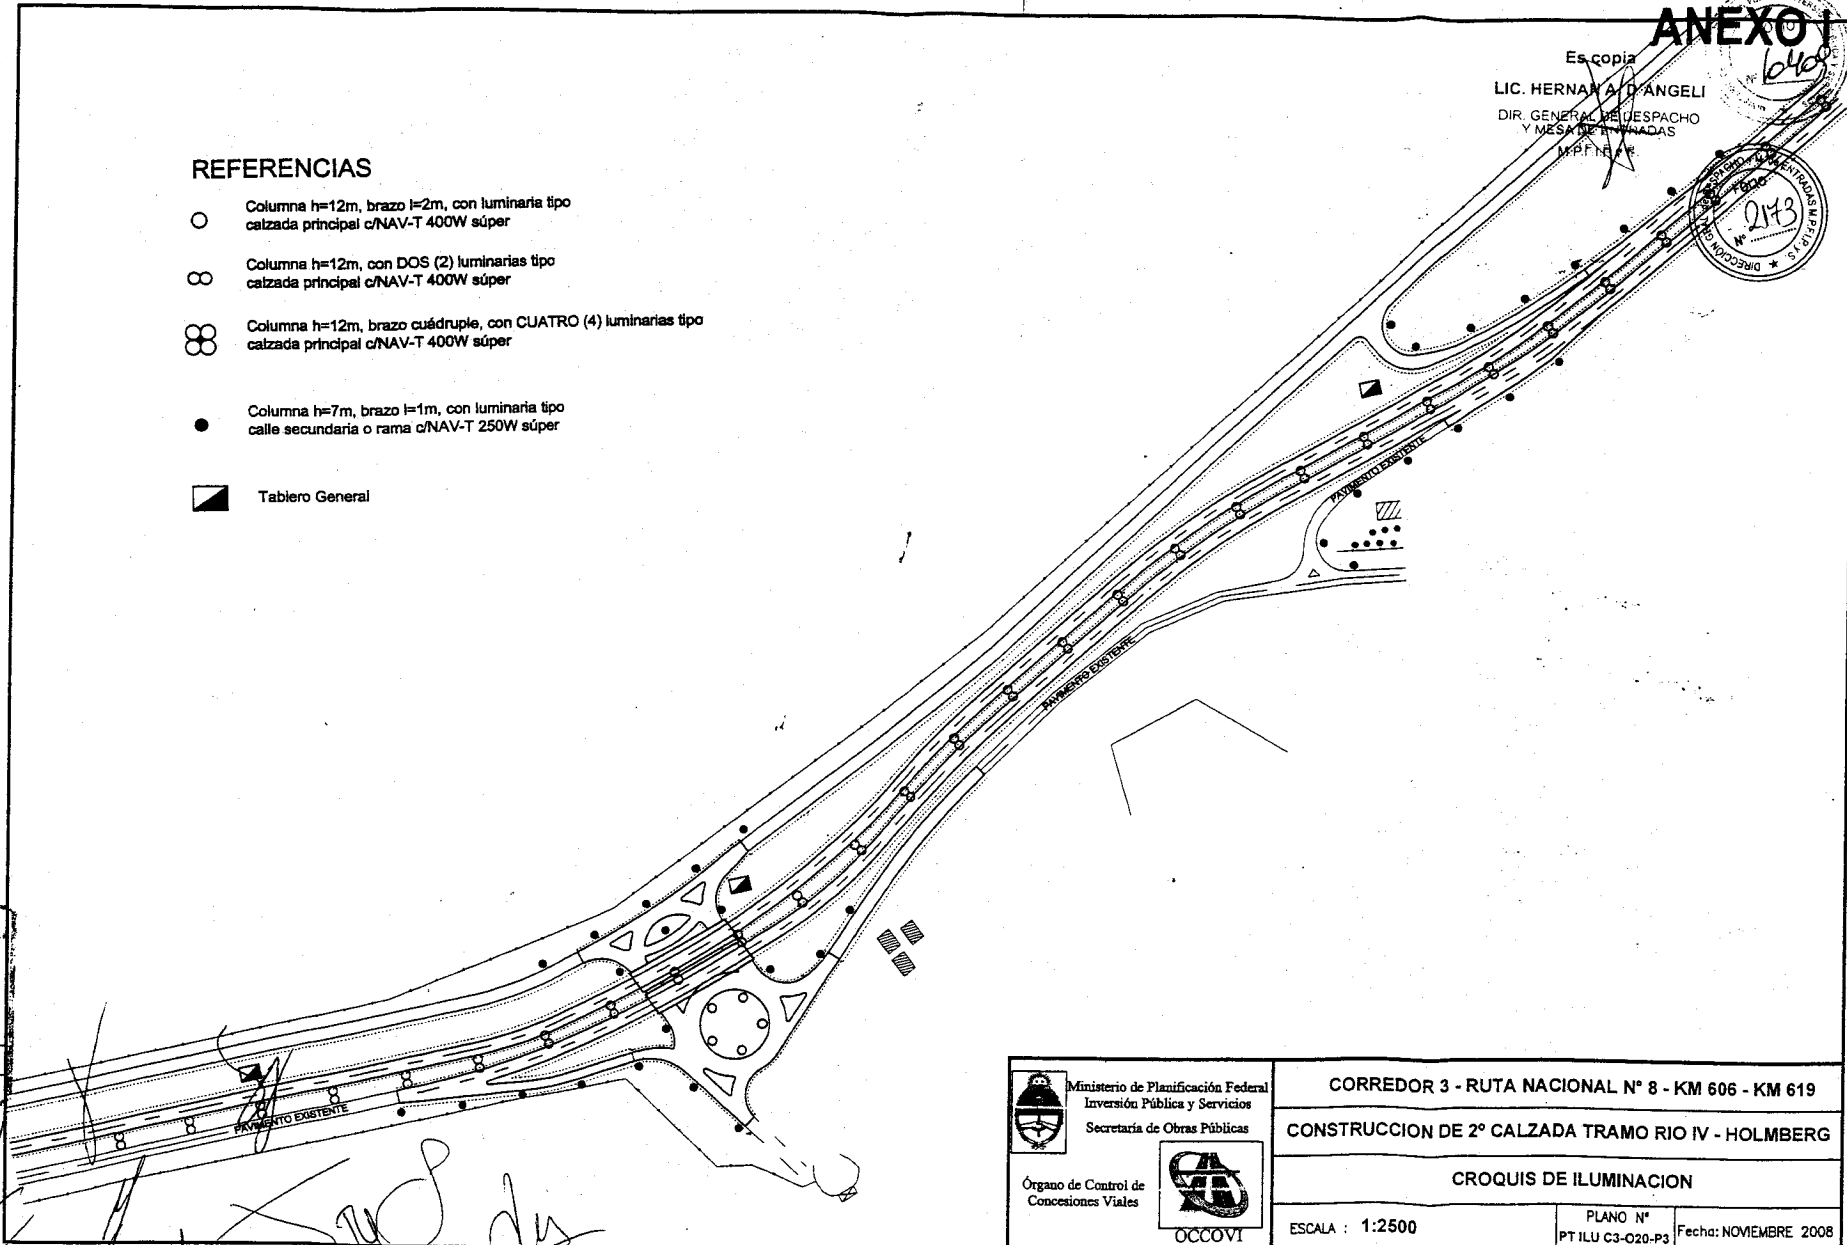 ANEXO I
Es copia
LIC. HERNAN A. D'ANGELI
DIR. GENERAL DE DESPACHO
Y MESA DE ENTRADAS
Nº 2173
REFERENCIAS
Columna h=12m, brazo l=2m, con luminaria tipo
calzada principal c/NAV-T 400W súper
Columna h=12m, con DOS (2) luminarias tipo
calzada principal c/NAV-T 400W súper
Columna h=12m, brazo cuádruple, con CUATRO (4) luminarias tipo
calzada principal c/NAV-T 400W súper
Columna h=7m, brazo l=1m, con luminaria tipo
calle secundaria o rama c/NAV-T 250W súper
Tablero General
PAVIMENTO EXISTENTE
PAVIMENTO EXISTENTE
PAVIMENTO EXISTENTE
Ministerio de Planificación Federal
Inversión Pública y Servicios
Secretaría de Obras Públicas
Órgano de Control de
Concesiones Viales
OCCOVI
CORREDOR 3 - RUTA NACIONAL Nº 8 - KM 606 - KM 619
CONSTRUCCION DE 2º CALZADA TRAMO RIO IV - HOLMBERG
CROQUIS DE ILUMINACION
ESCALA : 1:2500
PLANO Nº
PT ILU C3-O20-P3
Fecha: NOVIEMBRE 2008